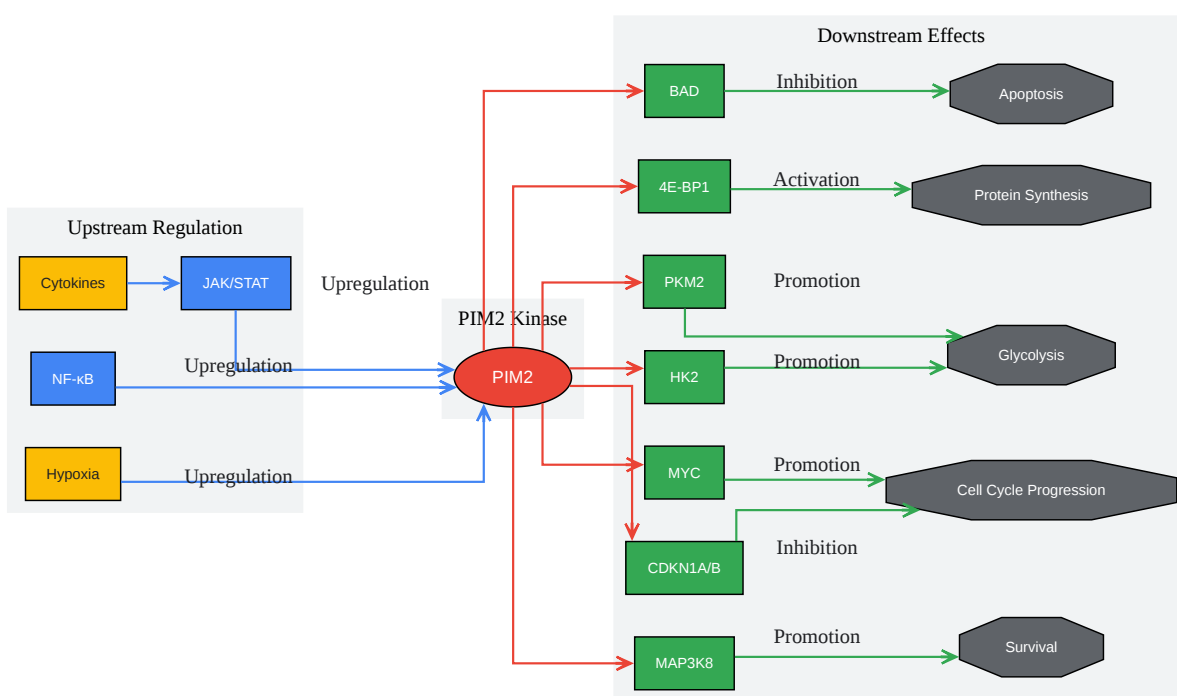 Upstream Regulation
Cytokines
JAK/STAT
Upregulation
NF-κB
Upregulation
Hypoxia
Upregulation
PIM2 Kinase
PIM2
Downstream Effects
BAD
Inhibition
Apoptosis
4E-BP1
Activation
Protein Synthesis
PKM2
Promotion
HK2
Promotion
Glycolysis
MYC
Promotion
Cell Cycle Progression
CDKN1A/B
Inhibition
MAP3K8
Promotion
Survival